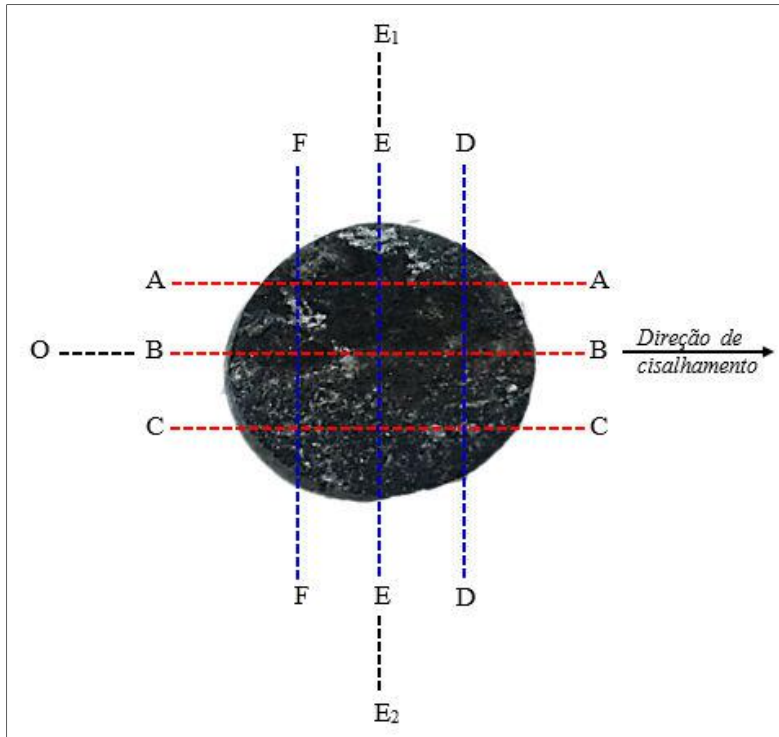 E₁
F E D
A A
O B B Direção de
cisalhamento
C C
F E D
E₂